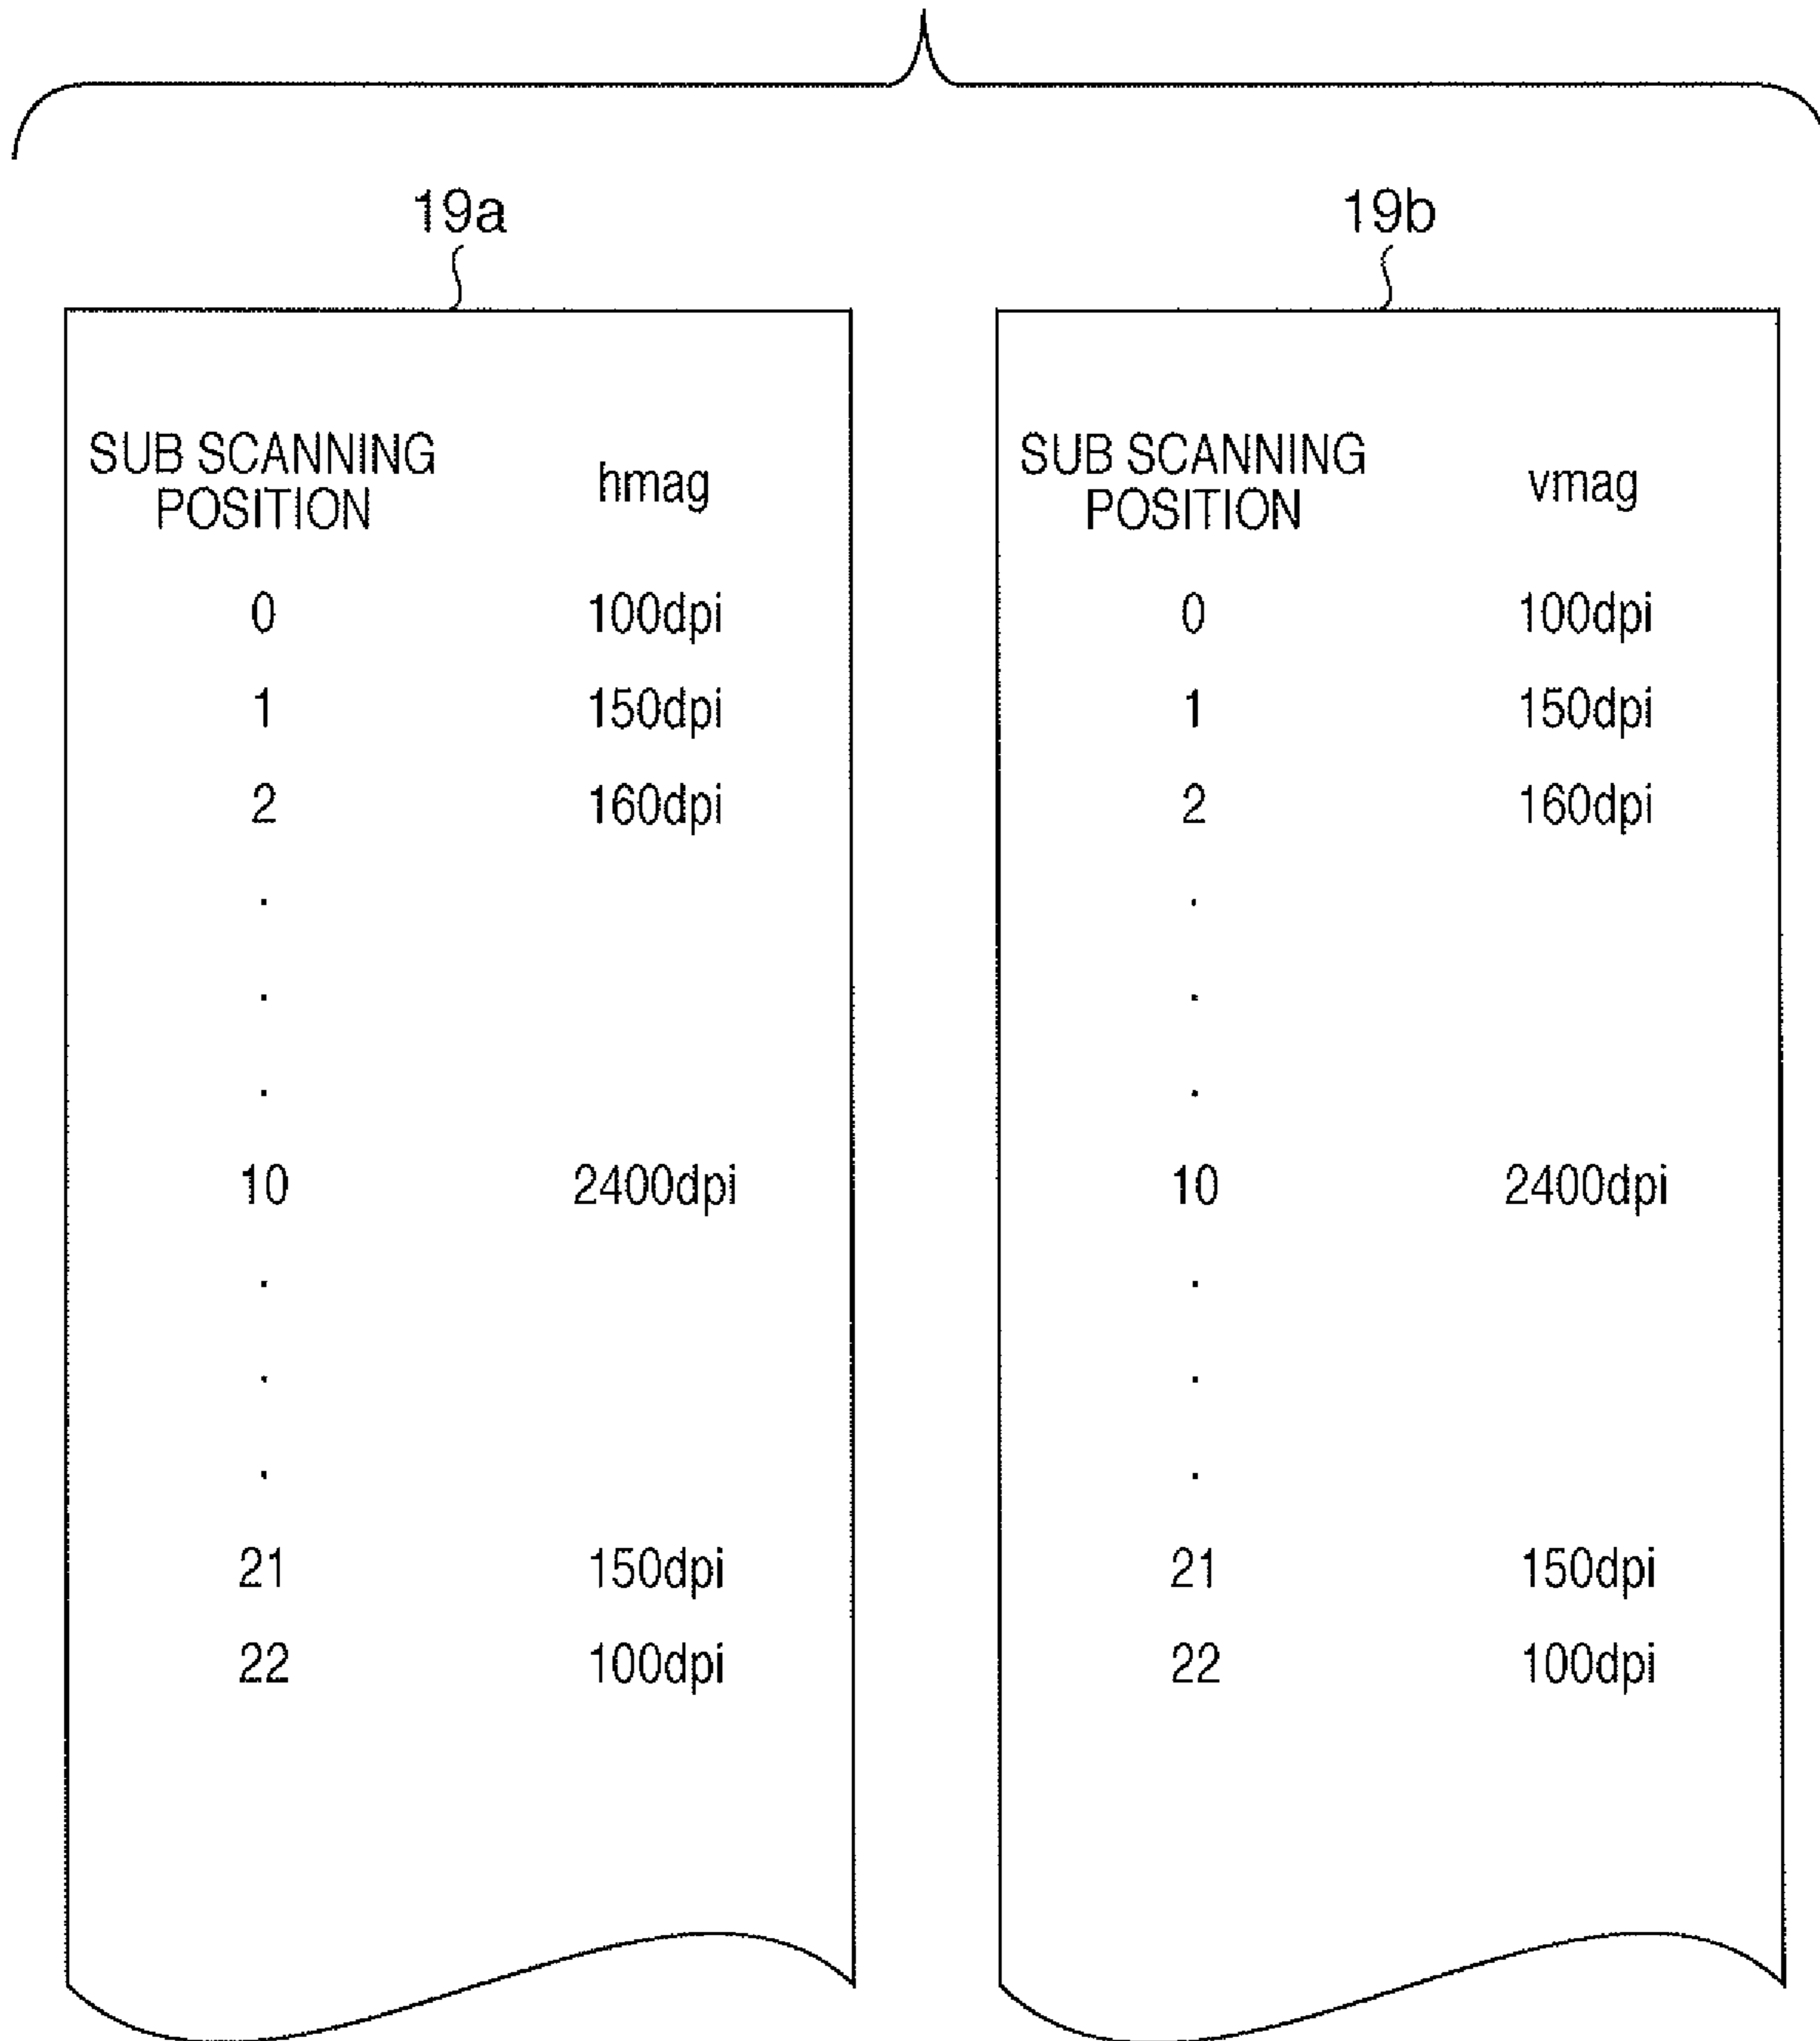 19a
SUB SCANNING
POSITION
hmag
0 100dpi
1 150dpi
2 160dpi
.
.
.
10 2400dpi
.
.
.
21 150dpi
22 100dpi
19b
SUB SCANNING
POSITION
vmag
0 100dpi
1 150dpi
2 160dpi
.
.
.
10 2400dpi
.
.
.
21 150dpi
22 100dpi